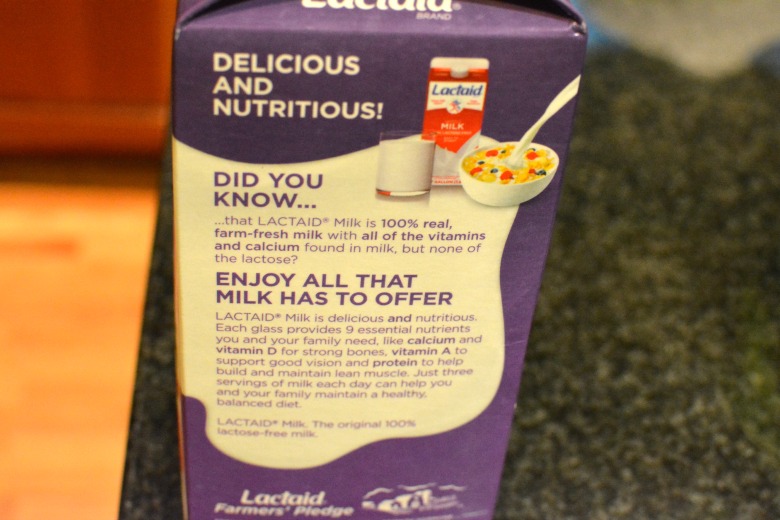 Lactaid®
BRAND
DELICIOUS
AND
NUTRITIOUS!
Lactaid
MILK
DID YOU
KNOW...
...that LACTAID® Milk is 100% real,
farm-fresh milk with all of the vitamins
and calcium found in milk, but none of
the lactose?
ENJOY ALL THAT
MILK HAS TO OFFER
LACTAID® Milk is delicious and nutritious.
Each glass provides 9 essential nutrients
you and your family need, like calcium and
vitamin D for strong bones, vitamin A to
support good vision and protein to help
build and maintain lean muscle. Just three
servings of milk each day can help you
and your family maintain a healthy,
balanced diet.
LACTAID® Milk. The original 100%
lactose-free milk.
Lactaid
Farmers' Pledge